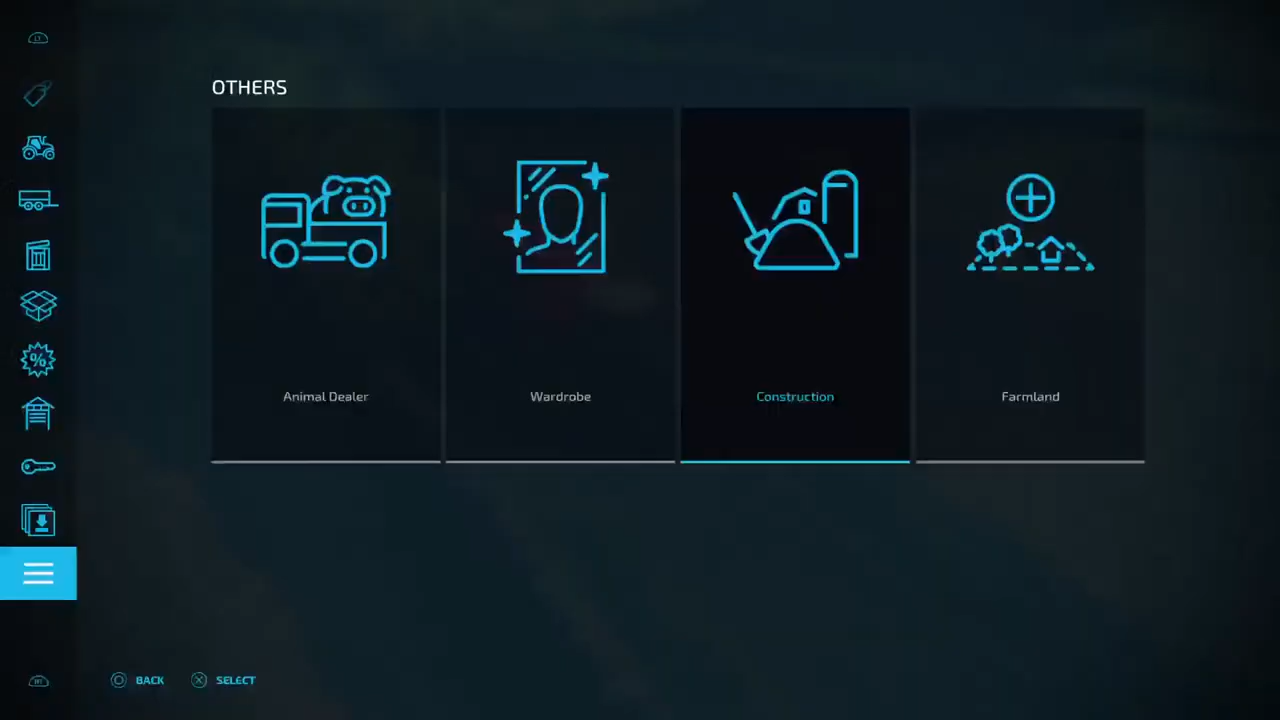 OTHERS
Animal Dealer
Wardrobe
Construction
Farmland
BACK
SELECT